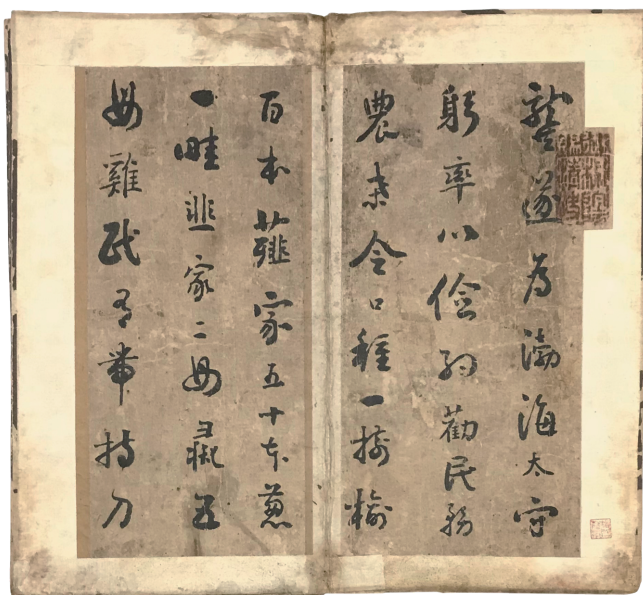 龔遂為渤海太守
躬率以儉約勸民務
農桒令口種一樹榆
百本薤家五十本葱
一畦韭家二母彘五
母雞民有帶持刀